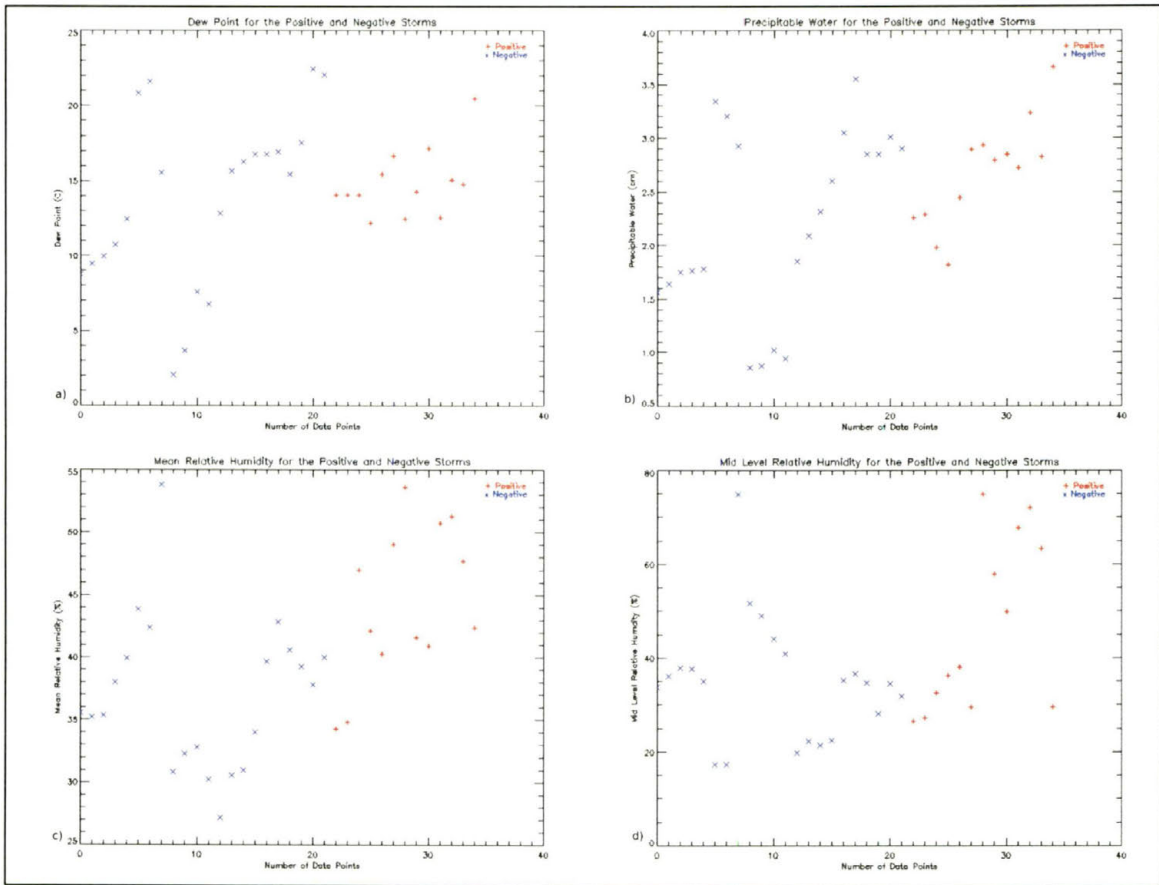 Dew Point for the Positive and Negative Storms
25
20
15
10
5
0
Dew Point (C)
+ Positive
× Negative
a)
0 10 20 30 40
Number of Data Points
Precipitable Water for the Positive and Negative Storms
4.0
3.5
3.0
2.5
2.0
1.5
1.0
0.5
Precipitable Water (cm)
+ Positive
× Negative
b)
0 10 20 30 40
Number of Data Points
Mean Relative Humidity for the Positive and Negative Storms
55
50
45
40
35
30
25
Mean Relative Humidity (%)
+ Positive
× Negative
c)
0 10 20 30 40
Number of Data Points
Mid Level Relative Humidity for the Positive and Negative Storms
80
60
40
20
0
Mid Level Relative Humidity (%)
+ Positive
× Negative
d)
0 10 20 30 40
Number of Data Points